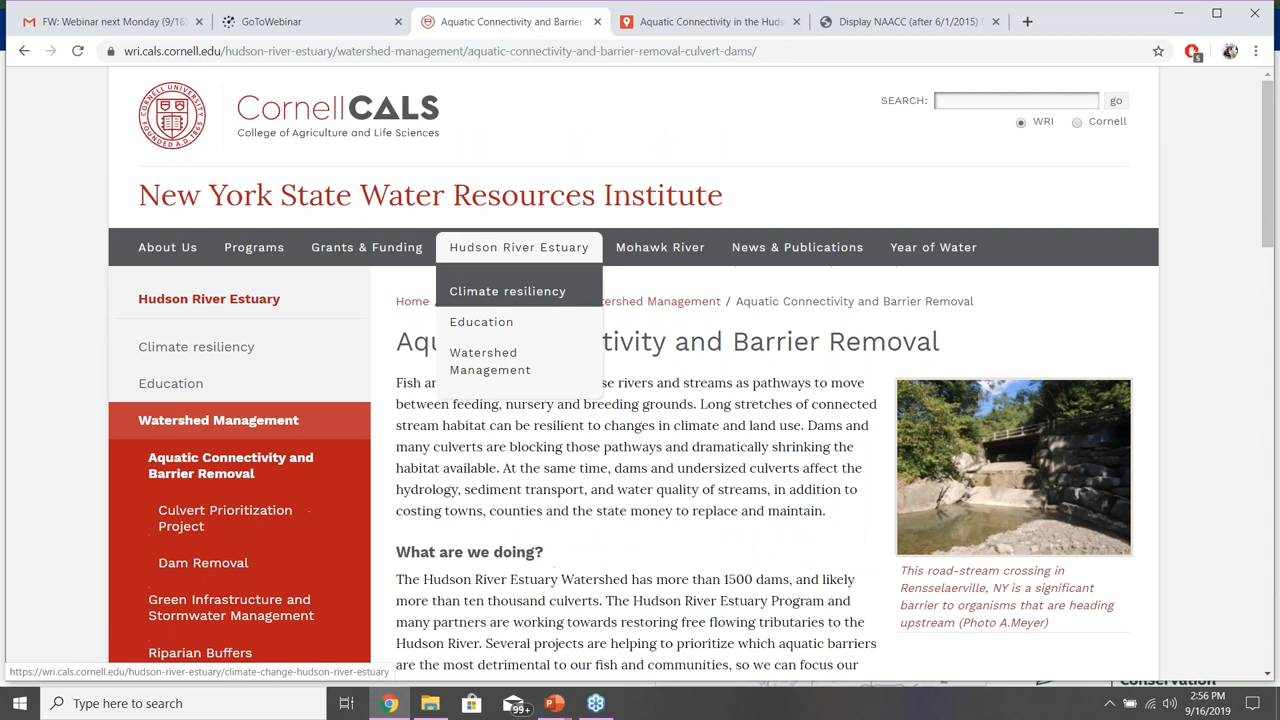 FW: Webinar next Monday (9/16)
GoToWebinar
Aquatic Connectivity and Barrier
Aquatic Connectivity in the Huds
Display NAACC (after 6/1/2015)
wri.cals.cornell.edu/hudson-river-estuary/watershed-management/aquatic-connectivity-and-barrier-removal-culvert-dams/
CornellCALS
College of Agriculture and Life Sciences
SEARCH:
go
WRI
Cornell
New York State Water Resources Institute
About Us
Programs
Grants & Funding
Hudson River Estuary
Mohawk River
News & Publications
Year of Water
Climate resiliency
Education
Watershed
Management
Hudson River Estuary
Climate resiliency
Education
Watershed Management
Aquatic Connectivity and
Barrier Removal
Culvert Prioritization
Project
Dam Removal
Green Infrastructure and
Stormwater Management
Riparian Buffers
Home / Watershed Management / Aquatic Connectivity and Barrier Removal
Aquatic Connectivity and Barrier Removal
rivers and streams as pathways to move
between feeding, nursery and breeding grounds. Long stretches of connected
stream habitat can be resilient to changes in climate and land use. Dams and
many culverts are blocking those pathways and dramatically shrinking the
habitat available. At the same time, dams and undersized culverts affect the
hydrology, sediment transport, and water quality of streams, in addition to
costing towns, counties and the state money to replace and maintain.
What are we doing?
The Hudson River Estuary Watershed has more than 1500 dams, and likely
more than ten thousand culverts. The Hudson River Estuary Program and
many partners are working towards restoring free flowing tributaries to the
Hudson River. Several projects are helping to prioritize which aquatic barriers
are the most detrimental to our fish and communities, so we can focus our
This road-stream crossing in
Rensselaerville, NY is a significant
barrier to organisms that are heading
upstream (Photo A.Meyer)
https://wri.cals.cornell.edu/hudson-river-estuary/climate-change-hudson-river-estuary
Conservation
Type here to search
99+
2:56 PM
9/16/2019